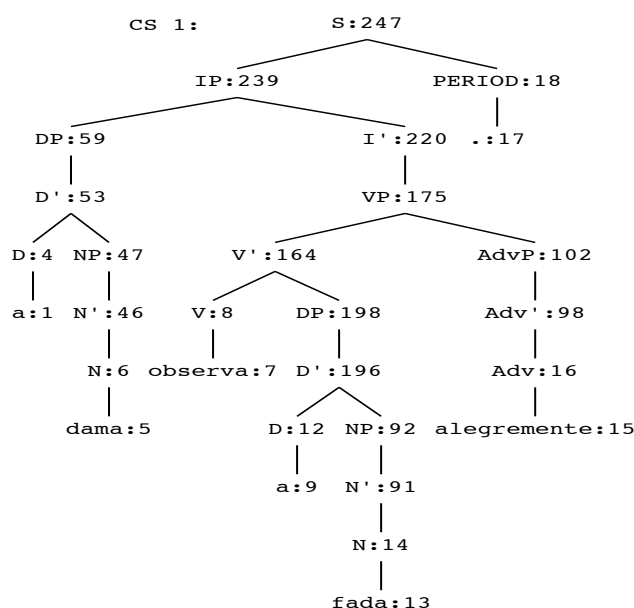 CS 1: S:247
IP:239 PERIOD:18
DP:59 I':220 .:17
D':53 VP:175
D:4 NP:47 V':164 AdvP:102
a:1 N':46 V:8 DP:198 Adv':98
N:6 observa:7 D':196 Adv:16
dama:5 D:12 NP:92 alegremente:15
a:9 N':91
N:14
fada:13